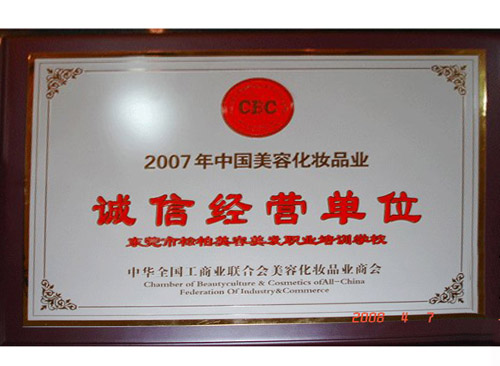 CBC
2007年中国美容化妆品业
诚信经营单位
东莞市标柏美容美发职业培训学校
中华全国工商业联合会美容化妆品业商会
Chamber of Beautyculture & Cosmetics ofAll-China
Federation Of Industry&Commerce
2008 4 7